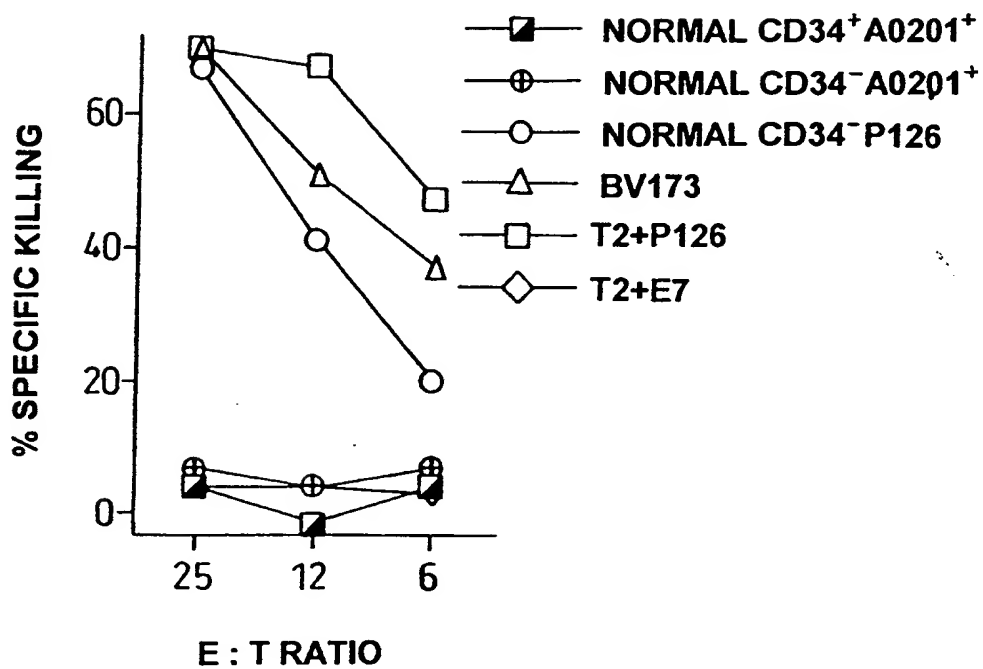 NORMAL CD34⁺A0201⁺
NORMAL CD34⁻A0201⁺
NORMAL CD34⁻P126
BV173
T2+P126
T2+E7
% SPECIFIC KILLING
60
40
20
0
25 12 6
E : T RATIO